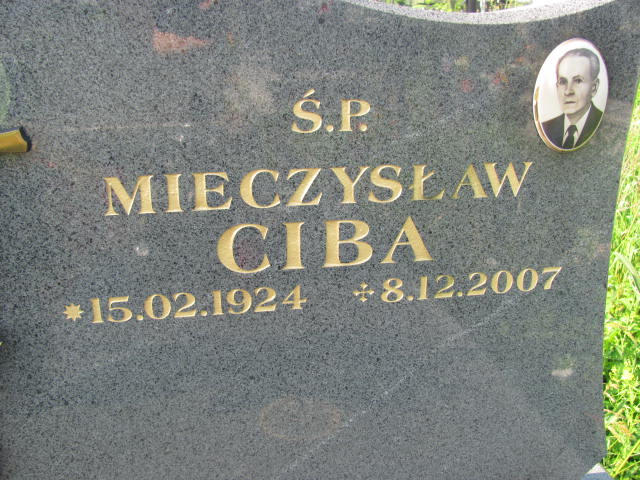 Ś.P.
MIECZYSŁAW
CIBA
✷15.02.1924 ✣8.12.2007